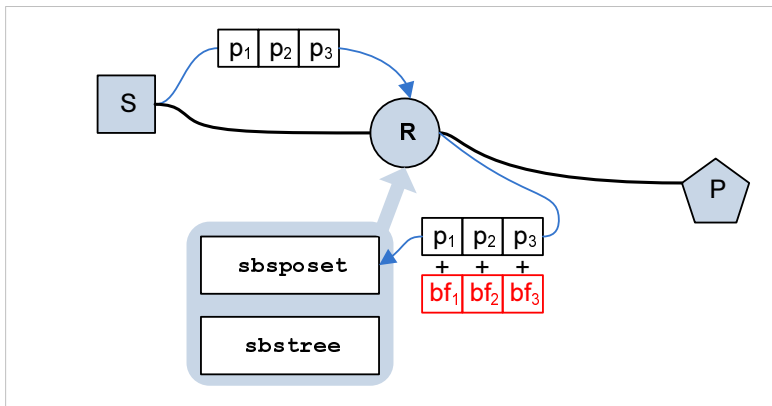 p₁ p₂ p₃
S
R
P
p₁ p₂ p₃
+ + +
bf₁ bf₂ bf₃
sbsposet
sbstree